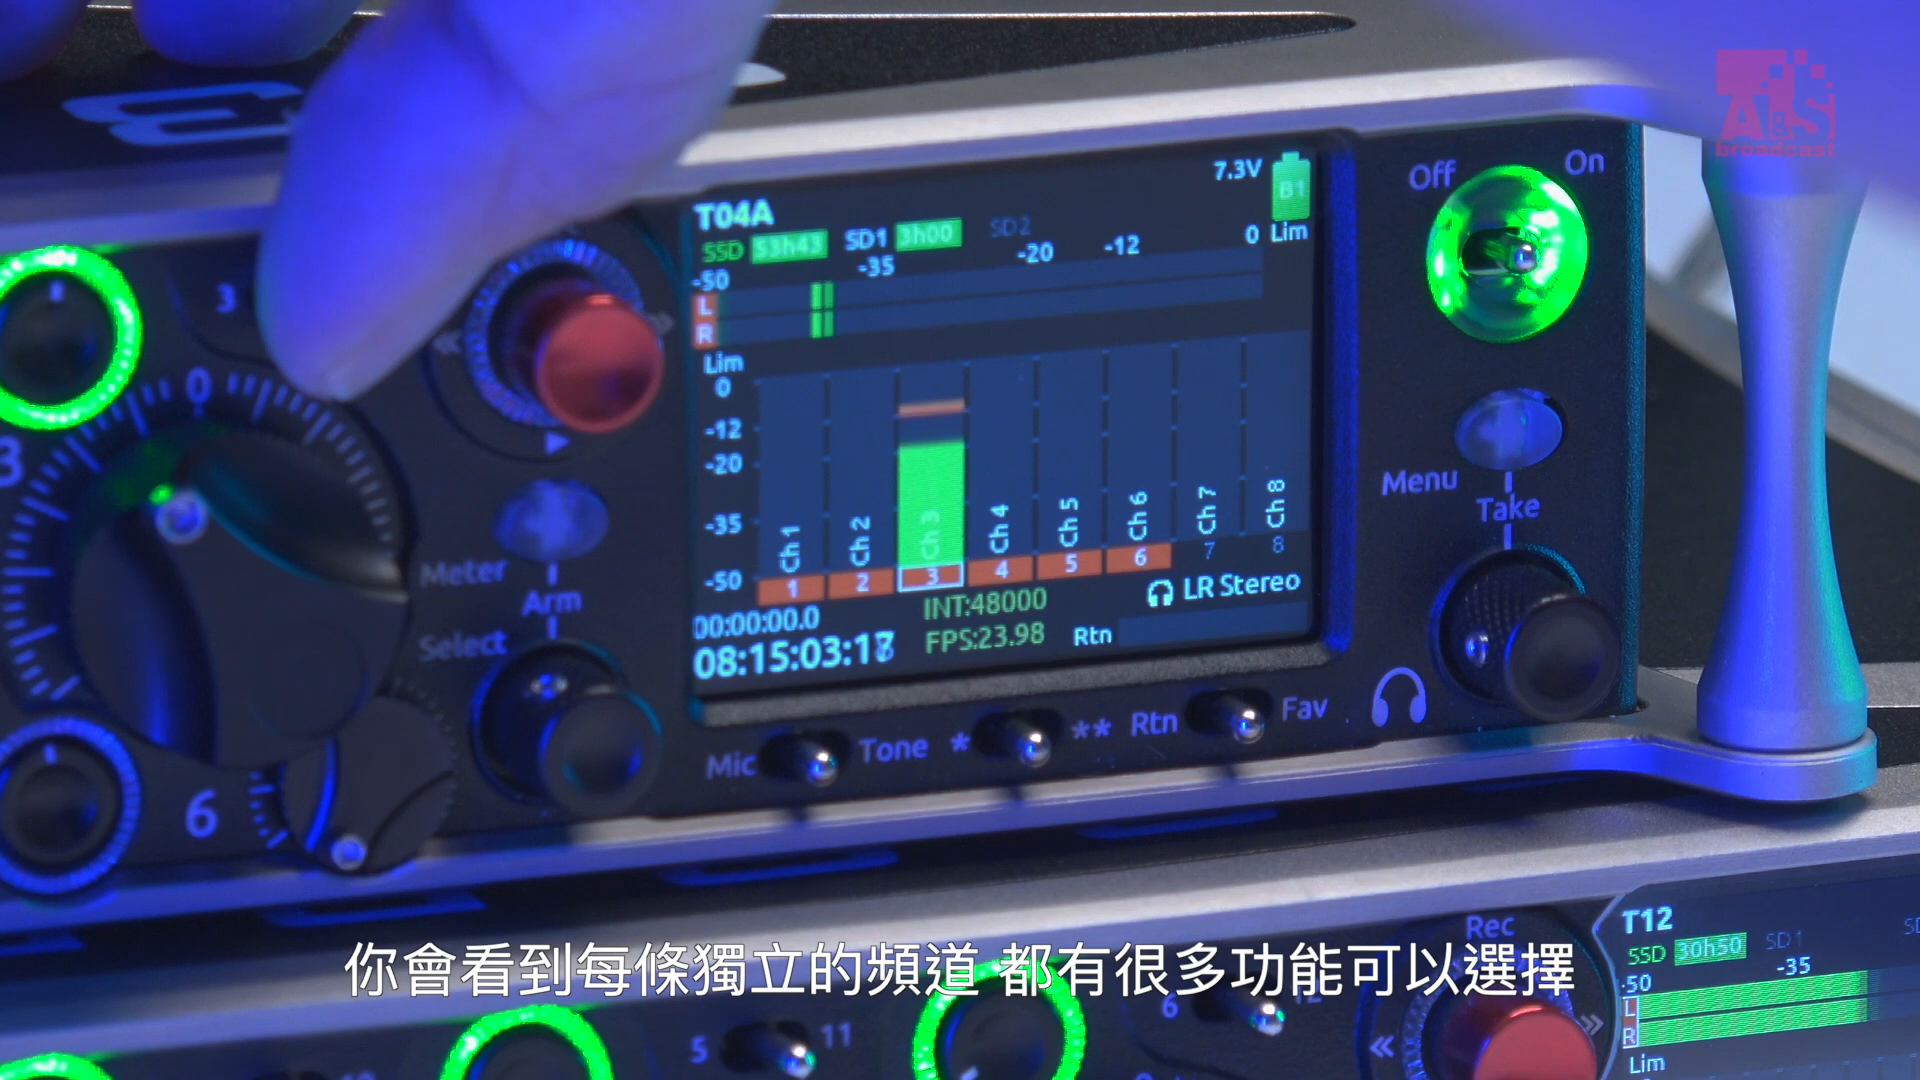 A&S
broadcast
Off
On
T04A
7.3V
B1
SSD 53h43 SD1 3h00 SD2
-50 -35 -20 -12 0 Lim
L
R
Lim
0
-12
-20
-35
-50
Ch 1 Ch 2 Ch 3 Ch 4 Ch 5 Ch 6 Ch 7 Ch 8
1 2 3 4 5 6 7 8
00:00:00.0
INT:48000
LR Stereo
FPS:23.98
Rtn
3
0
3
6
Meter
Arm
Select
Menu
Take
Mic Tone * ** Rtn Fav
你會看到每條獨立的頻道 都有很多功能可以選擇
5 11
6 12
Rec
T12
SSD 30h50 SD1
-50 -35
L
R
Lim